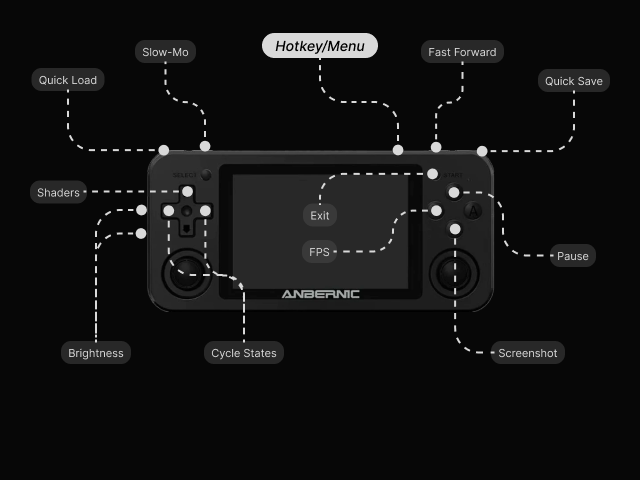 Hotkey/Menu
Slow-Mo
Fast Forward
Quick Load
Quick Save
SELECT
START
Shaders
A
Exit
FPS
Pause
ANBERNIC
Brightness
Cycle States
Screenshot